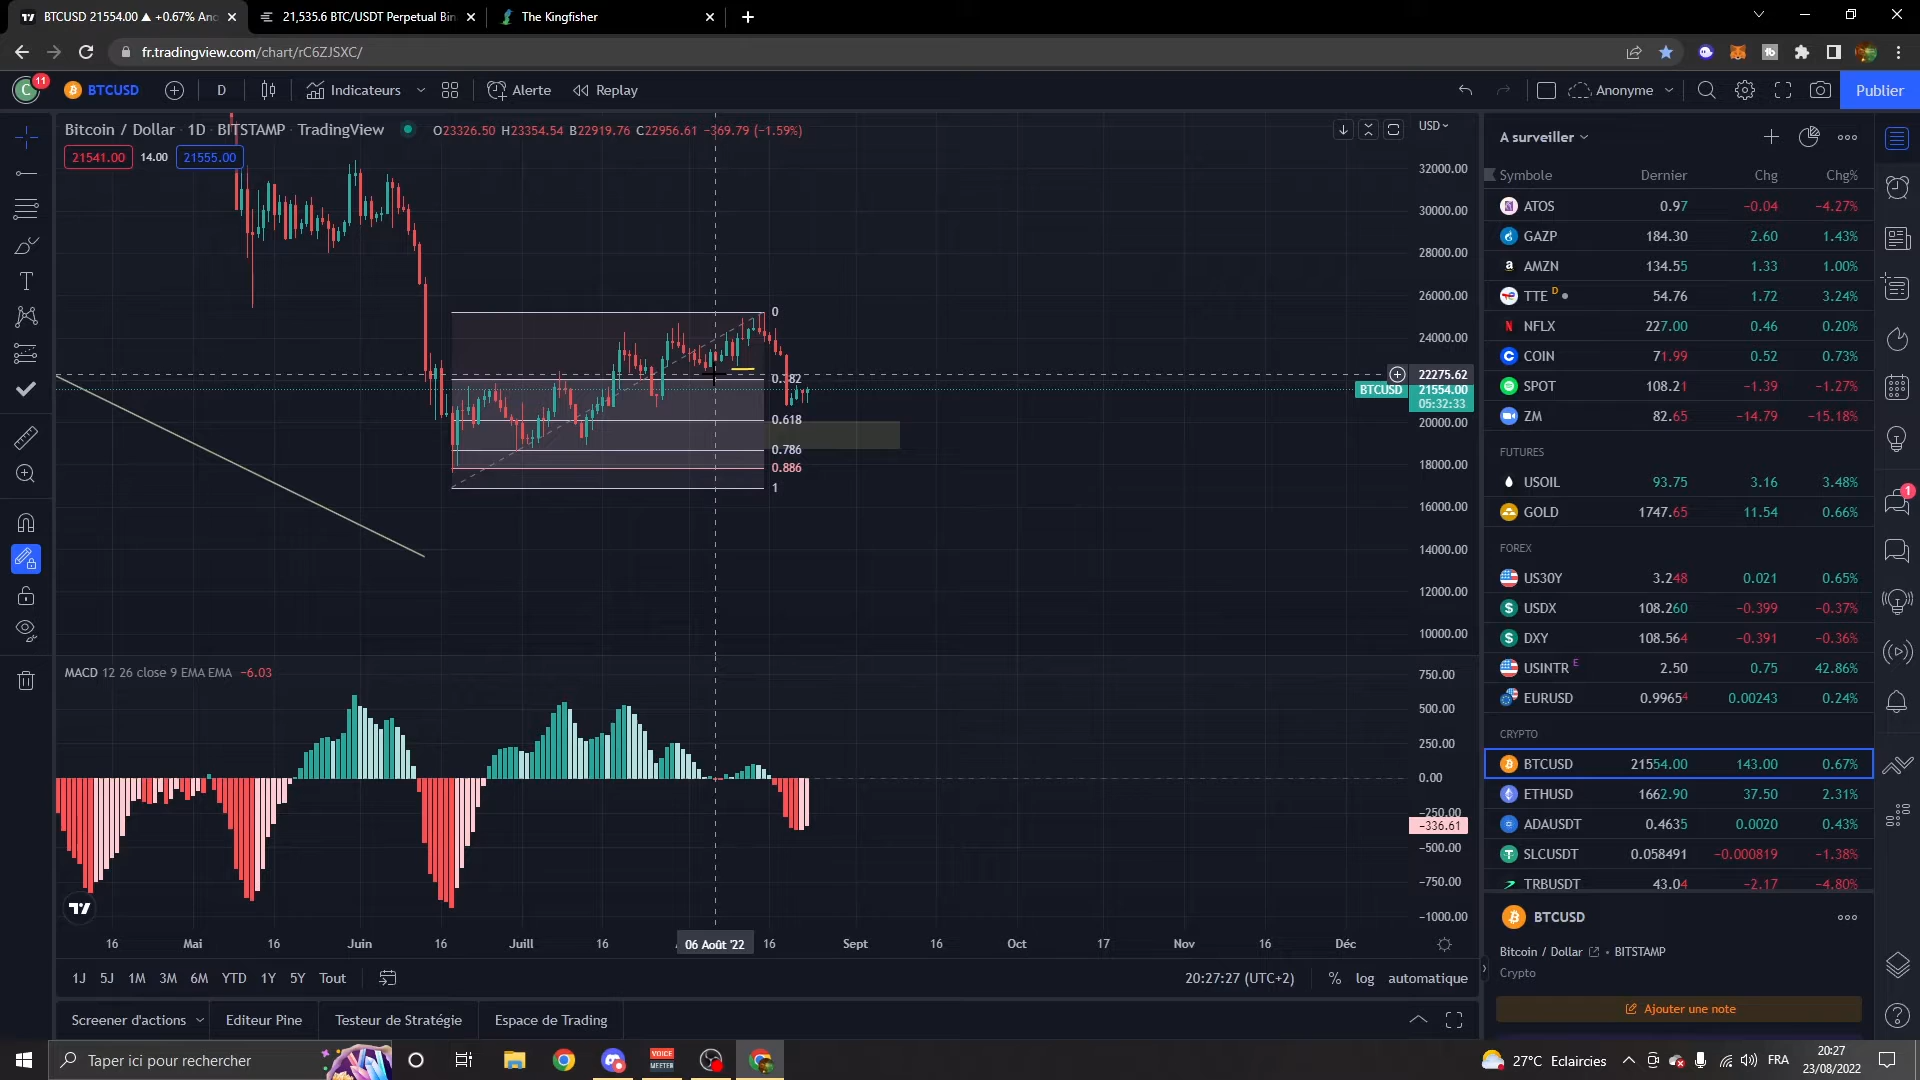 BTCUSD 21554.00 ▲ +0.67% Ano
21,535.6 BTC/USDT Perpetual Bin
The Kingfisher
fr.tradingview.com/chart/rC6ZJSXC/
C 11
BTCUSD
D
Indicateurs
Alerte
Replay
Anonyme
Publier
Bitcoin / Dollar · 1D · BITSTAMP · TradingView
O23326.50 H23354.54 B22919.76 C22956.61 −369.79 (−1.59%)
21541.00 14.00 21555.00
USD
32000.00
30000.00
28000.00
26000.00
24000.00
22275.62
BTCUSD 21554.00
05:32:33
20000.00
18000.00
16000.00
14000.00
12000.00
10000.00
0
0.382
0.618
0.786
0.886
1
MACD 12 26 close 9 EMA EMA −6.03
750.00
500.00
250.00
0.00
−250.00
−336.61
−500.00
−750.00
−1000.00
16 Mai 16 Juin 16 Juill 16 06 Août '22 16 Sept 16 Oct 17 Nov 16 Déc
1J 5J 1M 3M 6M YTD 1Y 5Y Tout
20:27:27 (UTC+2) % log automatique
Screener d'actions Editeur Pine Testeur de Stratégie Espace de Trading
A surveiller
Symbole Dernier Chg Chg%
ATOS 0.97 −0.04 −4.27%
GAZP 184.30 2.60 1.43%
AMZN 134.55 1.33 1.00%
TTE D 54.76 1.72 3.24%
NFLX 227.00 0.46 0.20%
COIN 71.99 0.52 0.73%
SPOT 108.21 −1.39 −1.27%
ZM 82.65 −14.79 −15.18%
FUTURES
USOIL 93.75 3.16 3.48%
GOLD 1747.65 11.54 0.66%
FOREX
US30Y 3.248 0.021 0.65%
USDX 108.260 −0.399 −0.37%
DXY 108.564 −0.391 −0.36%
USINTR E 2.50 0.75 42.86%
EURUSD 0.99654 0.00243 0.24%
CRYPTO
BTCUSD 21554.00 143.00 0.67%
ETHUSD 1662.90 37.50 2.31%
ADAUSDT 0.4635 0.0020 0.43%
SLCUSDT 0.058491 −0.000819 −1.38%
TRBUSDT 43.04 −2.17 −4.80%
BTCUSD
Bitcoin / Dollar • BITSTAMP
Crypto
Ajouter une note
1
Taper ici pour rechercher
VOICE
MEETER
27°C Eclaircies
FRA
20:27
23/08/2022